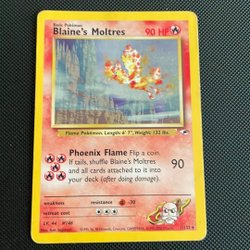 Basic Pokémon
Blaine's Moltres
90 HP
Flame Pokémon. Length: 6' 7", Weight: 132 lbs.
Phoenix Flame Flip a coin.
If tails, shuffle Blaine's Moltres
and all cards attached to it into
your deck (after doing damage).
90
weakness
resistance
-30
retreat cost
LV. 44